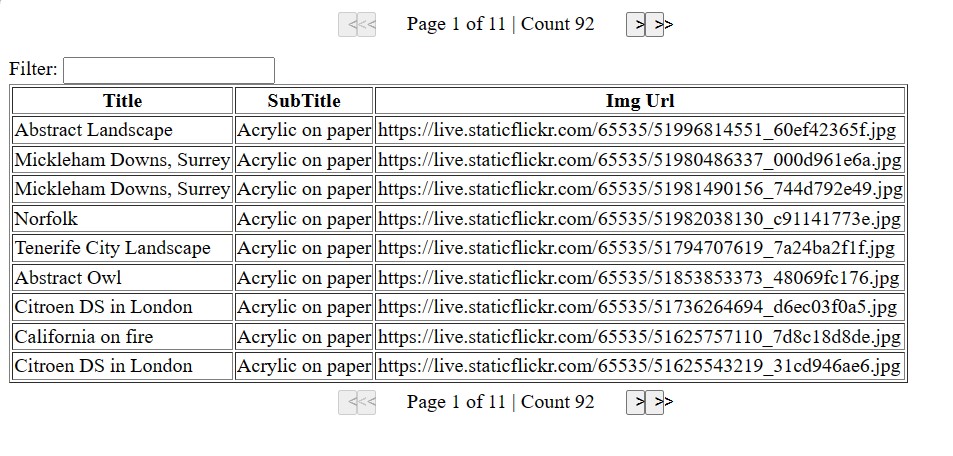 <<< Page 1 of 11 | Count 92 > >>
Filter:
Title SubTitle Img Url
Abstract Landscape Acrylic on paper https://live.staticflickr.com/65535/51996814551_60ef42365f.jpg
Mickleham Downs, Surrey Acrylic on paper https://live.staticflickr.com/65535/51980486337_000d961e6a.jpg
Mickleham Downs, Surrey Acrylic on paper https://live.staticflickr.com/65535/51981490156_744d792e49.jpg
Norfolk Acrylic on paper https://live.staticflickr.com/65535/51982038130_c91141773e.jpg
Tenerife City Landscape Acrylic on paper https://live.staticflickr.com/65535/51794707619_7a24ba2f1f.jpg
Abstract Owl Acrylic on paper https://live.staticflickr.com/65535/51853853373_48069fc176.jpg
Citroen DS in London Acrylic on paper https://live.staticflickr.com/65535/51736264694_d6ec03f0a5.jpg
California on fire Acrylic on paper https://live.staticflickr.com/65535/51625757110_7d8c18d8de.jpg
Citroen DS in London Acrylic on paper https://live.staticflickr.com/65535/51625543219_31cd946ae6.jpg
<<< Page 1 of 11 | Count 92 > >>